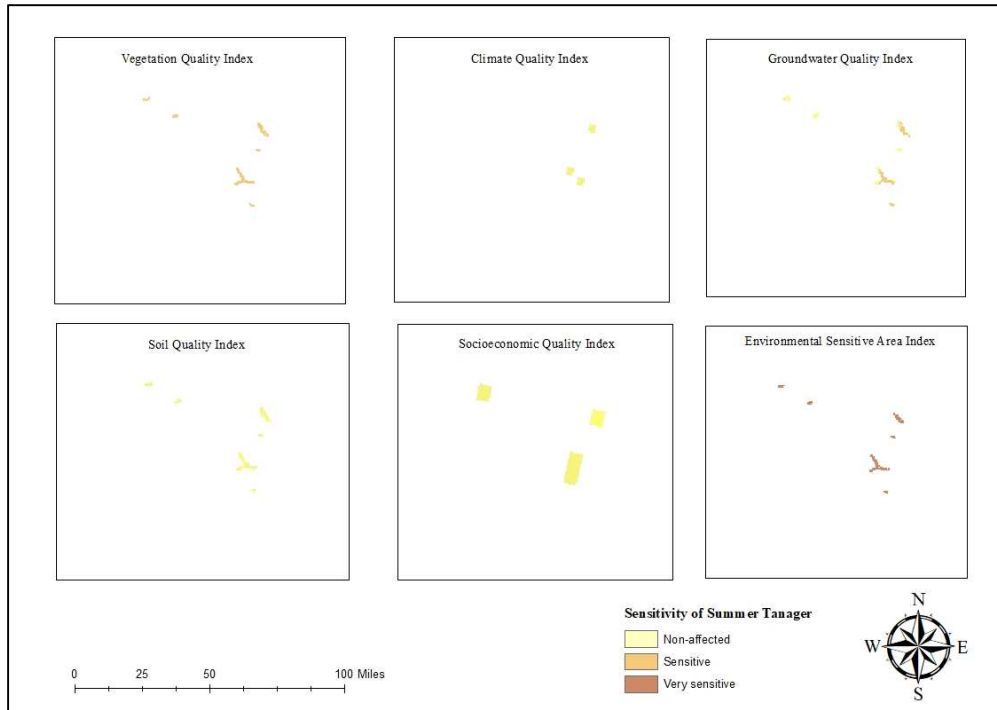 Vegetation Quality Index
Climate Quality Index
Groundwater Quality Index
Soil Quality Index
Socioeconomic Quality Index
Environmental Sensitive Area Index
Sensitivity of Summer Tanager
Non-affected
Sensitive
Very sensitive
N
W E
S
0 25 50 100 Miles